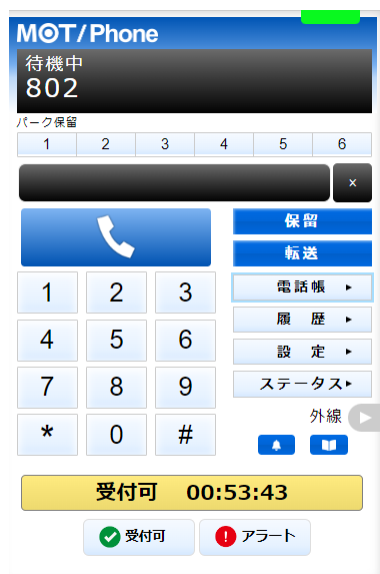 MOT/Phone
待機中
802
パーク保留
1 2 3 4 5 6
×
保留
転送
1 2 3
電話帳 ▸
履 歴 ▸
4 5 6
設 定 ▸
7 8 9
ステータス▸
外線
* 0 #
受付可 00:53:43
受付可 アラート